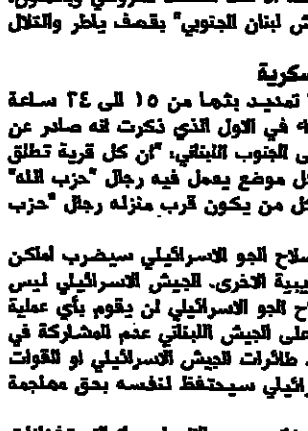 ش لبنان الجنوبي" بقصف ياطر والتلال
سكرية
تمديد بثها من ١٥ الى ٢٤ ساعة
في الاول الذي ذكرت انه صادر عن
ى الجنوب اللبناني، "ان كل قرية تطلق
ل موضع يعمل فيه رجال "حزب الله"
كل من يكون قرب منزله رجال "حزب
سلاح الجو الاسرائيلي سيضرب اماكن
يبية الاخرى. الجيش الاسرائيلي ليس
ح الجو الاسرائيلي لن يقوم بأي عملية
على الجيش اللبناني عدم المشاركة في
طائرات الجيش الاسرائيلي او القوات
رائيلي سيحتفظ لنفسه بحق مهاجمة